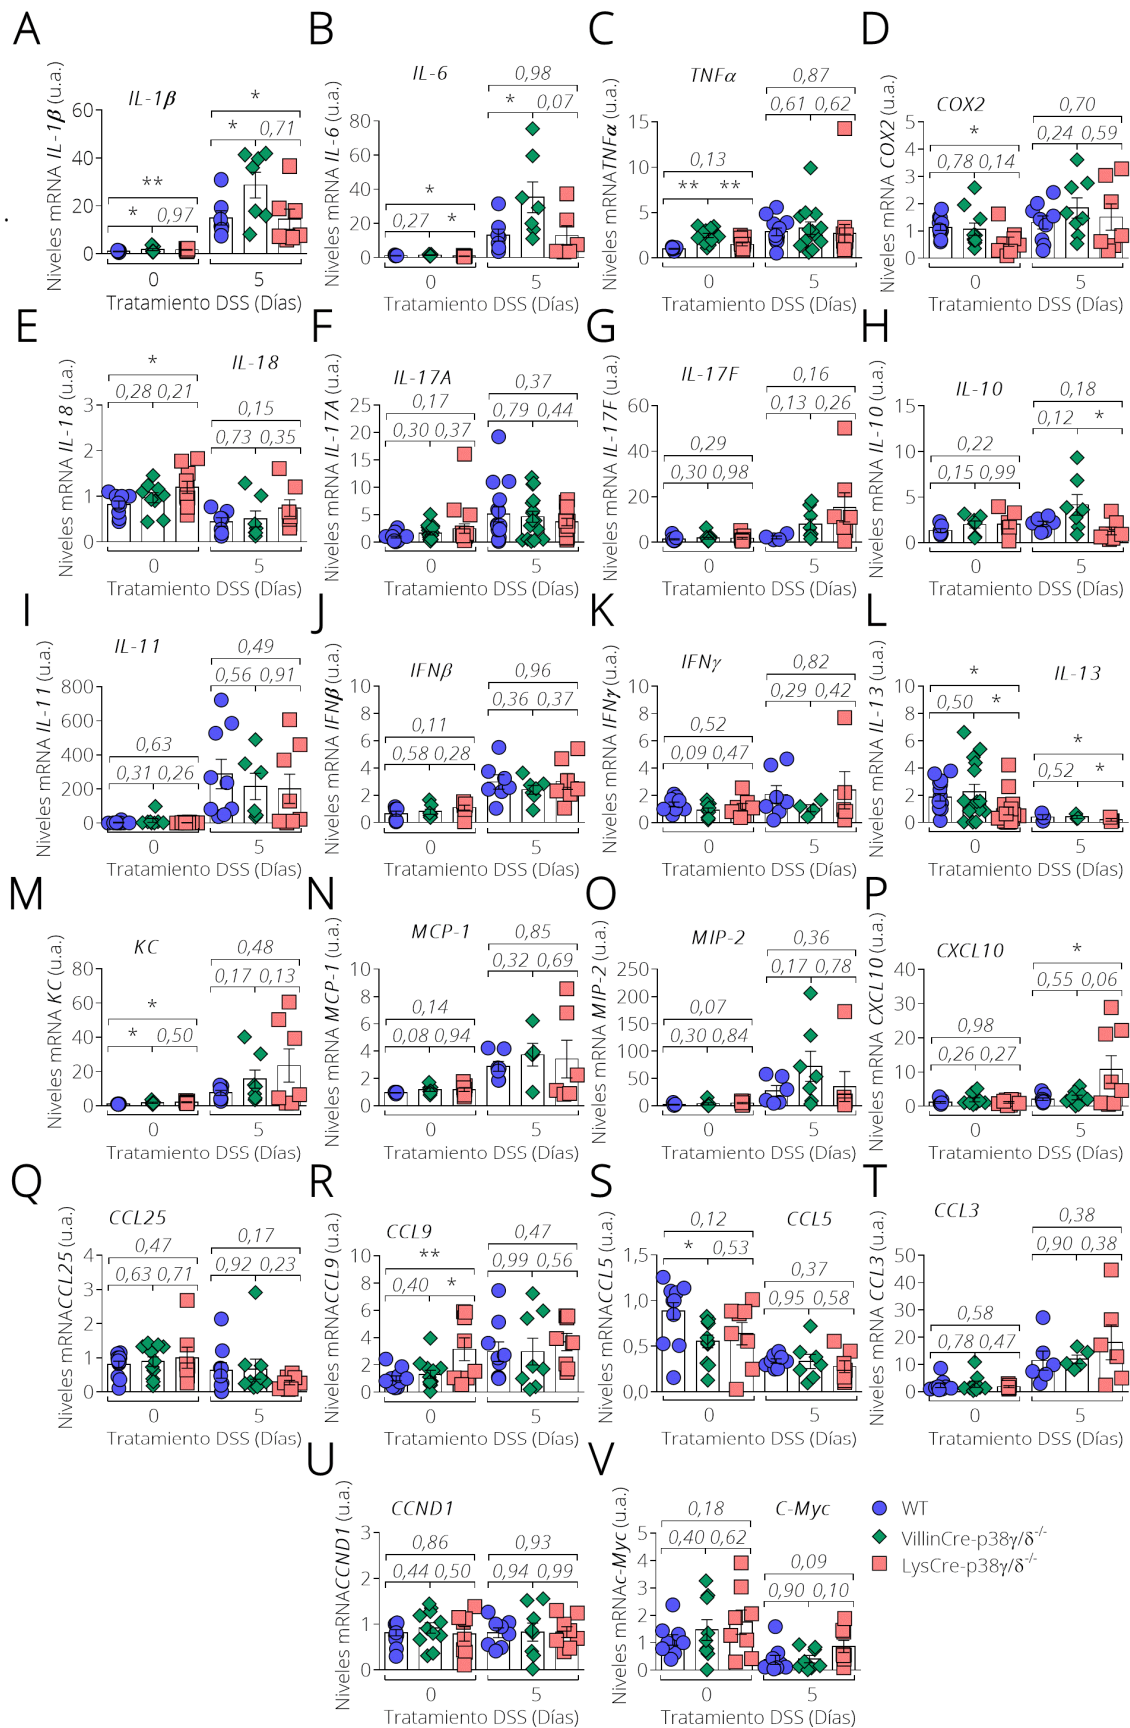 A
Niveles mRNA IL-1β (u.a.)
IL-1β
*
* 0,71
**
* 0,97
60
40
20
0
0 5
Tratamiento DSS (Días)
B
Niveles mRNA IL-6 (u.a.)
IL-6
0,98
* 0,07
*
0,27 *
80
60
40
20
0
0 5
Tratamiento DSS (Días)
C
Niveles mRNATNFα (u.a.)
TNFα
0,87
0,61 0,62
0,13
** **
15
10
5
0
0 5
Tratamiento DSS (Días)
D
Niveles mRNA COX2 (u.a.)
COX2
0,70
0,24 0,59
*
0,78 0,14
5
4
3
2
1
0
0 5
Tratamiento DSS (Días)
E
Niveles mRNA IL-18 (u.a.)
IL-18
*
0,28 0,21
0,15
0,73 0,35
3
2
1
0
0 5
Tratamiento DSS (Días)
F
Niveles mRNA IL-17A (u.a.)
IL-17A
0,37
0,79 0,44
0,17
0,30 0,37
25
20
15
10
5
0
0 5
Tratamiento DSS (Días)
G
Niveles mRNA IL-17F (u.a.)
IL-17F
0,16
0,13 0,26
0,29
0,30 0,98
60
40
20
0
0 5
Tratamiento DSS (Días)
H
Niveles mRNA IL-10 (u.a.)
IL-10
0,18
0,12 *
0,22
0,15 0,99
15
10
5
0
0 5
Tratamiento DSS (Días)
I
Niveles mRNA IL-11 (u.a.)
IL-11
0,49
0,56 0,91
0,63
0,31 0,26
800
600
400
200
0
0 5
Tratamiento DSS (Días)
J
Niveles mRNA IFNβ (u.a.)
IFNβ
0,96
0,36 0,37
0,11
0,58 0,28
10
8
6
4
2
0
0 5
Tratamiento DSS (Días)
K
Niveles mRNA IFNγ (u.a.)
IFNγ
0,82
0,29 0,42
0,52
0,09 0,47
10
8
6
4
2
0
0 5
Tratamiento DSS (Días)
L
Niveles mRNA IL-13 (u.a.)
IL-13
*
0,50 *
*
0,52 *
10
8
6
4
2
0
0 5
Tratamiento DSS (Días)
M
Niveles mRNA KC (u.a.)
KC
0,48
0,17 0,13
*
* 0,50
80
60
40
20
0
0 5
Tratamiento DSS (Días)
N
Niveles mRNA MCP-1 (u.a.)
MCP-1
0,85
0,32 0,69
0,14
0,08 0,94
10
8
6
4
2
0
0 5
Tratamiento DSS (Días)
O
Niveles mRNA MIP-2 (u.a.)
MIP-2
0,36
0,17 0,78
0,07
0,30 0,84
250
200
150
100
50
0
0 5
Tratamiento DSS (Días)
P
Niveles mRNA CXCL10 (u.a.)
CXCL10
*
0,55 0,06
0,98
0,26 0,27
40
30
20
10
0
0 5
Tratamiento DSS (Días)
Q
Niveles mRNACCL25 (u.a.)
CCL25
0,47
0,63 0,71
0,17
0,92 0,23
4
3
2
1
0
0 5
Tratamiento DSS (Días)
R
Niveles mRNACCL9 (u.a.)
CCL9
0,47
0,99 0,56
**
0,40 *
10
8
6
4
2
0
0 5
Tratamiento DSS (Días)
S
Niveles mRNACCL5 (u.a.)
CCL5
0,12
* 0,53
0,37
0,95 0,58
1,5
1,0
0,5
0,0
0 5
Tratamiento DSS (Días)
T
Niveles mRNA CCL3 (u.a.)
CCL3
0,38
0,90 0,38
0,58
0,78 0,47
50
40
30
20
10
0
0 5
Tratamiento DSS (Días)
U
Niveles mRNACCND1 (u.a.)
CCND1
0,86
0,44 0,50
0,93
0,94 0,99
3
2
1
0
0 5
Tratamiento DSS (Días)
V
Niveles mRNAc-Myc (u.a.)
C-Myc
0,18
0,40 0,62
0,09
0,90 0,10
5
4
3
2
1
0
0 5
Tratamiento DSS (Días)
WT
VillinCre-p38γ/δ-/-
LysCre-p38γ/δ-/-